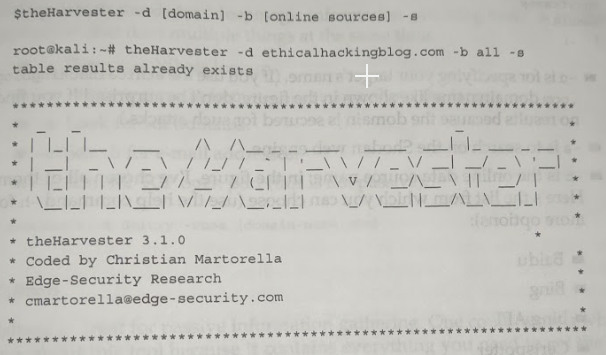 $theHarvester -d [domain] -b [online sources] -s
root@kali:~# theHarvester -d ethicalhackingblog.com -b all -s
table results already exists
*******************************************************************
* theHarvester 3.1.0
* Coded by Christian Martorella
* Edge-Security Research
* cmartorella@edge-security.com
*
*******************************************************************